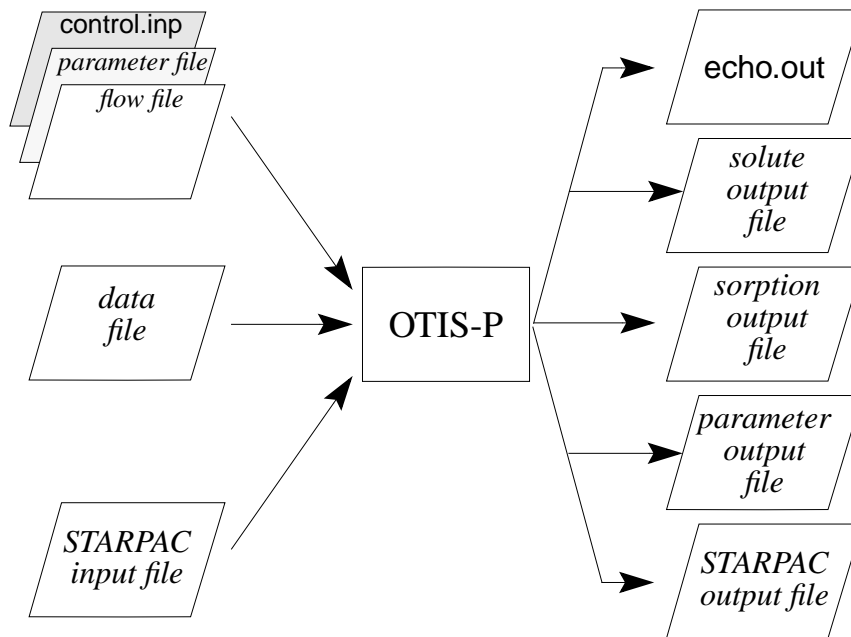 control.inp
parameter file
flow file
data
file
STARPAC
input file
OTIS-P
echo.out
solute
output
file
sorption
output
file
parameter
output
file
STARPAC
output file